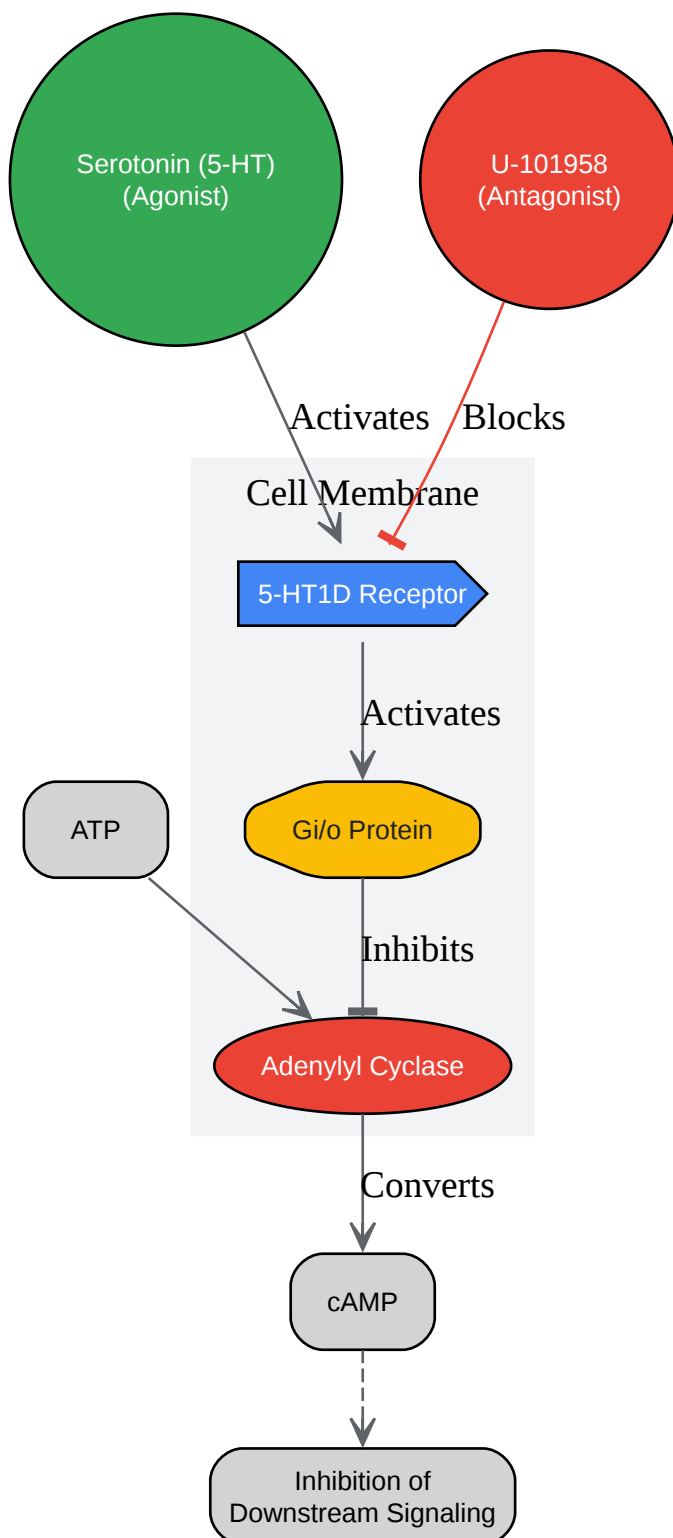 Serotonin (5-HT)
(Agonist)
U-101958
(Antagonist)
Activates
Blocks
Cell Membrane
5-HT1D Receptor
Activates
ATP
Gi/o Protein
Inhibits
Adenylyl Cyclase
Converts
cAMP
Inhibition of
Downstream Signaling